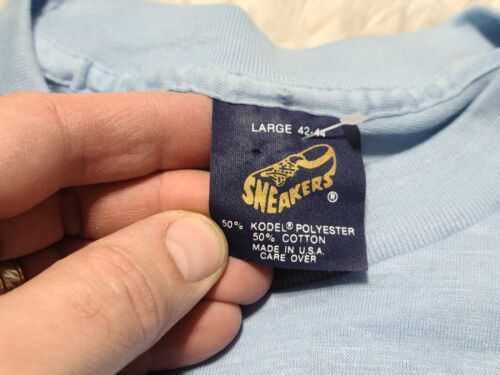 LARGE 42-44
SNEAKERS®
50% KODEL® POLYESTER
50% COTTON
MADE IN U.S.A.
CARE OVER